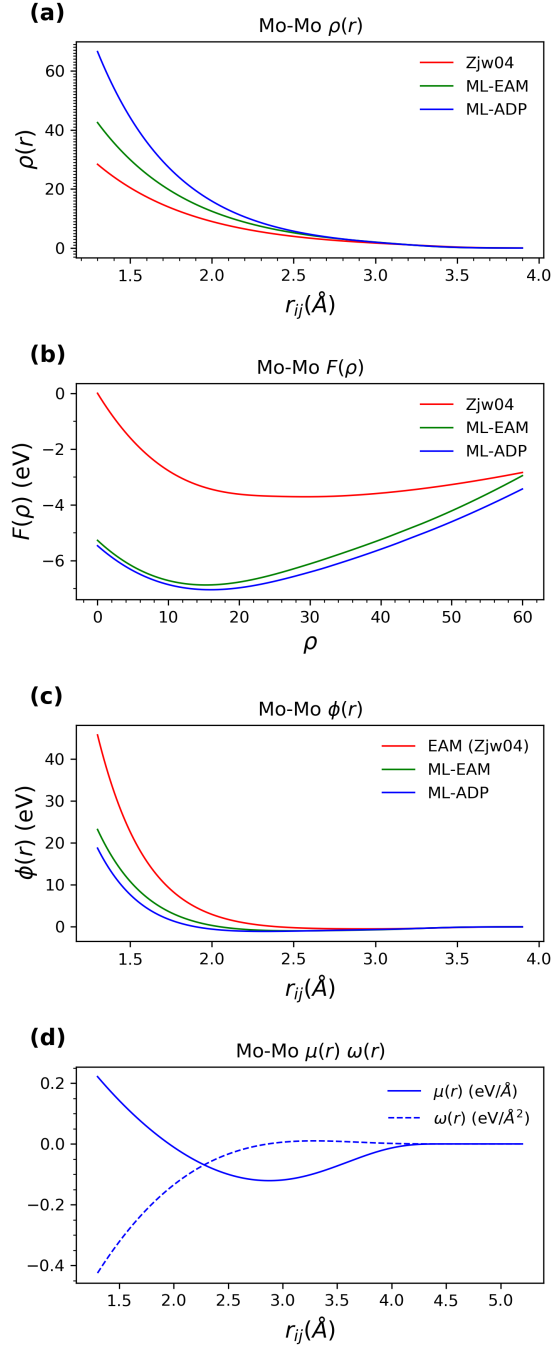 (a)
Mo-Mo ρ(r)
Zjw04
ML-EAM
ML-ADP
ρ(r)
60
40
20
0
1.5 2.0 2.5 3.0 3.5 4.0
r_ij(Å)
(b)
Mo-Mo F(ρ)
Zjw04
ML-EAM
ML-ADP
F(ρ) (eV)
0
−2
−4
−6
0 10 20 30 40 50 60
ρ
(c)
Mo-Mo ϕ(r)
EAM (Zjw04)
ML-EAM
ML-ADP
ϕ(r) (eV)
40
30
20
10
0
1.5 2.0 2.5 3.0 3.5 4.0
r_ij(Å)
(d)
Mo-Mo μ(r) ω(r)
μ(r) (eV/Å)
ω(r) (eV/Å²)
0.2
0.0
−0.2
−0.4
1.5 2.0 2.5 3.0 3.5 4.0 4.5 5.0
r_ij(Å)